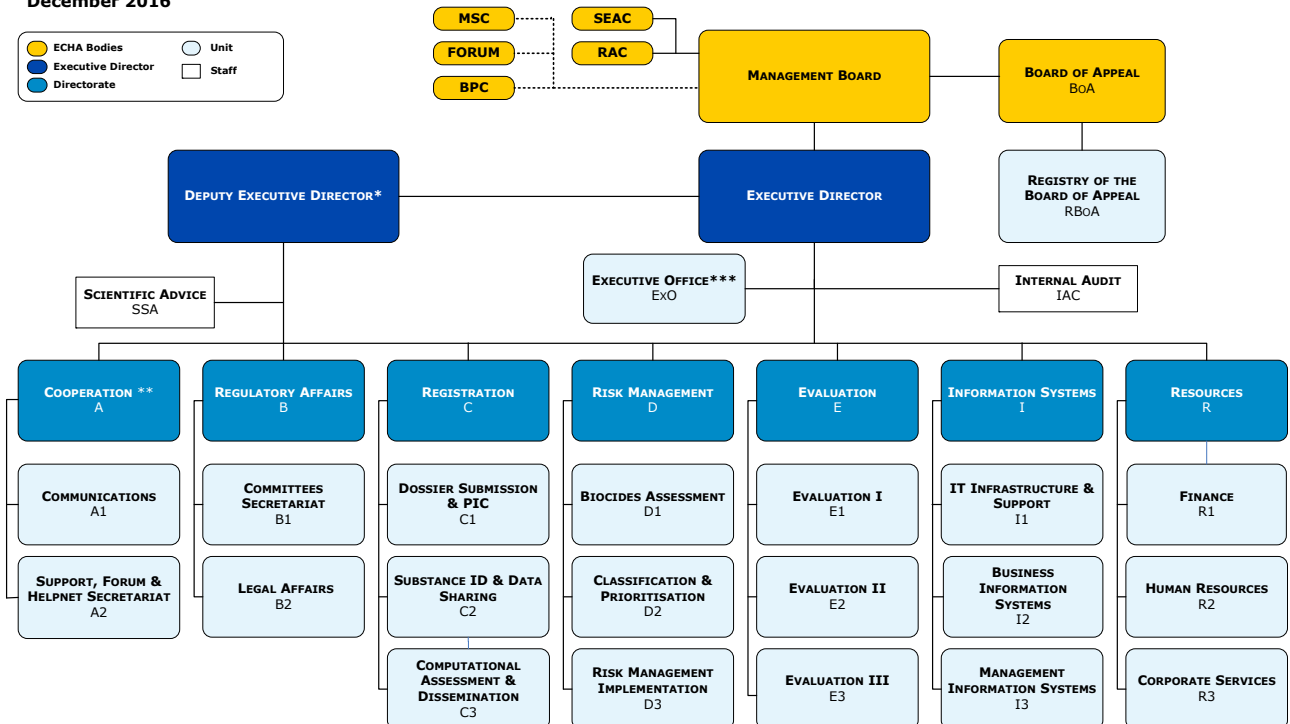 December 2016
ECHA Bodies
Unit
Executive Director
Staff
Directorate
MSC
SEAC
FORUM
RAC
BPC
MANAGEMENT BOARD
BOARD OF APPEAL
BOA
DEPUTY EXECUTIVE DIRECTOR*
EXECUTIVE DIRECTOR
REGISTRY OF THE
BOARD OF APPEAL
RBOA
SCIENTIFIC ADVICE
SSA
EXECUTIVE OFFICE***
EXO
INTERNAL AUDIT
IAC
COOPERATION **
A
REGULATORY AFFAIRS
B
REGISTRATION
C
RISK MANAGEMENT
D
EVALUATION
E
INFORMATION SYSTEMS
I
RESOURCES
R
COMMUNICATIONS
A1
COMMITTEES
SECRETARIAT
B1
DOSSIER SUBMISSION
& PIC
C1
BIOCIDES ASSESSMENT
D1
EVALUATION I
E1
IT INFRASTRUCTURE &
SUPPORT
I1
FINANCE
R1
SUPPORT, FORUM &
HELPNET SECRETARIAT
A2
LEGAL AFFAIRS
B2
SUBSTANCE ID & DATA
SHARING
C2
CLASSIFICATION &
PRIORITISATION
D2
EVALUATION II
E2
BUSINESS
INFORMATION
SYSTEMS
I2
HUMAN RESOURCES
R2
COMPUTATIONAL
ASSESSMENT &
DISSEMINATION
C3
RISK MANAGEMENT
IMPLEMENTATION
D3
EVALUATION III
E3
MANAGEMENT
INFORMATION SYSTEMS
I3
CORPORATE SERVICES
R3